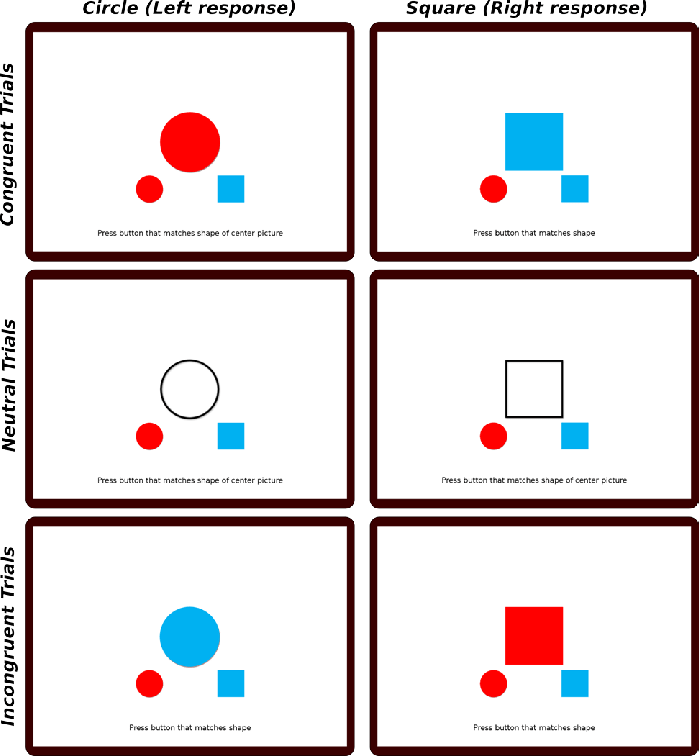 Circle (Left response)
Square (Right response)
Congruent Trials
Press button that matches shape of center picture
Press button that matches shape
Neutral Trials
Press button that matches shape of center picture
Press button that matches shape of center picture
Incongruent Trials
Press button that matches shape
Press button that matches shape